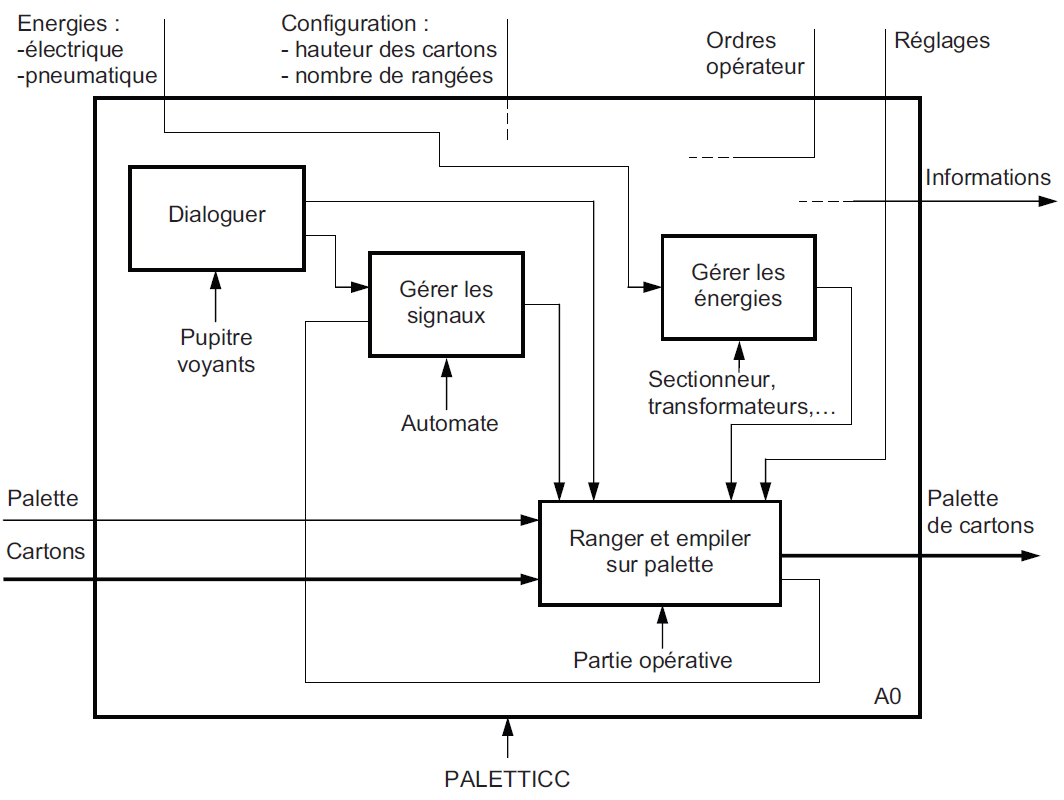 Energies :
-électrique
-pneumatique
Configuration :
- hauteur des cartons
- nombre de rangées
Ordres
opérateur
Réglages
Informations
Dialoguer
Gérer les
signaux
Gérer les
énergies
Pupitre
voyants
Automate
Sectionneur,
transformateurs,…
Palette
Cartons
Ranger et empiler
sur palette
Palette
de cartons
Partie opérative
A0
PALETTICC